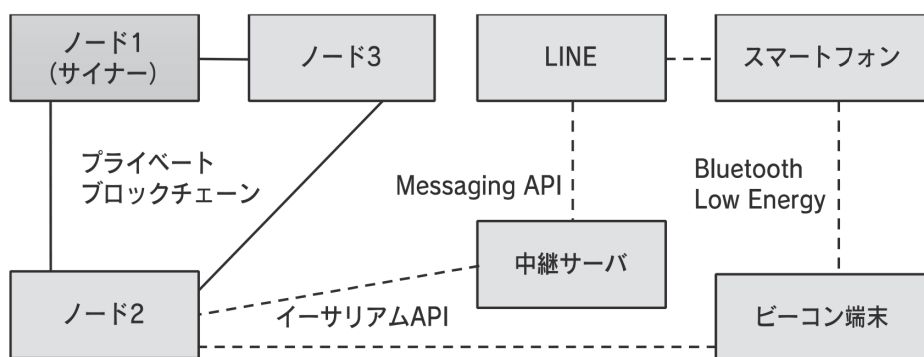 ノード1
(サイナー)
ノード3
LINE
スマートフォン
プライベート
ブロックチェーン
Messaging API
Bluetooth
Low Energy
中継サーバ
ノード2
イーサリアムAPI
ビーコン端末